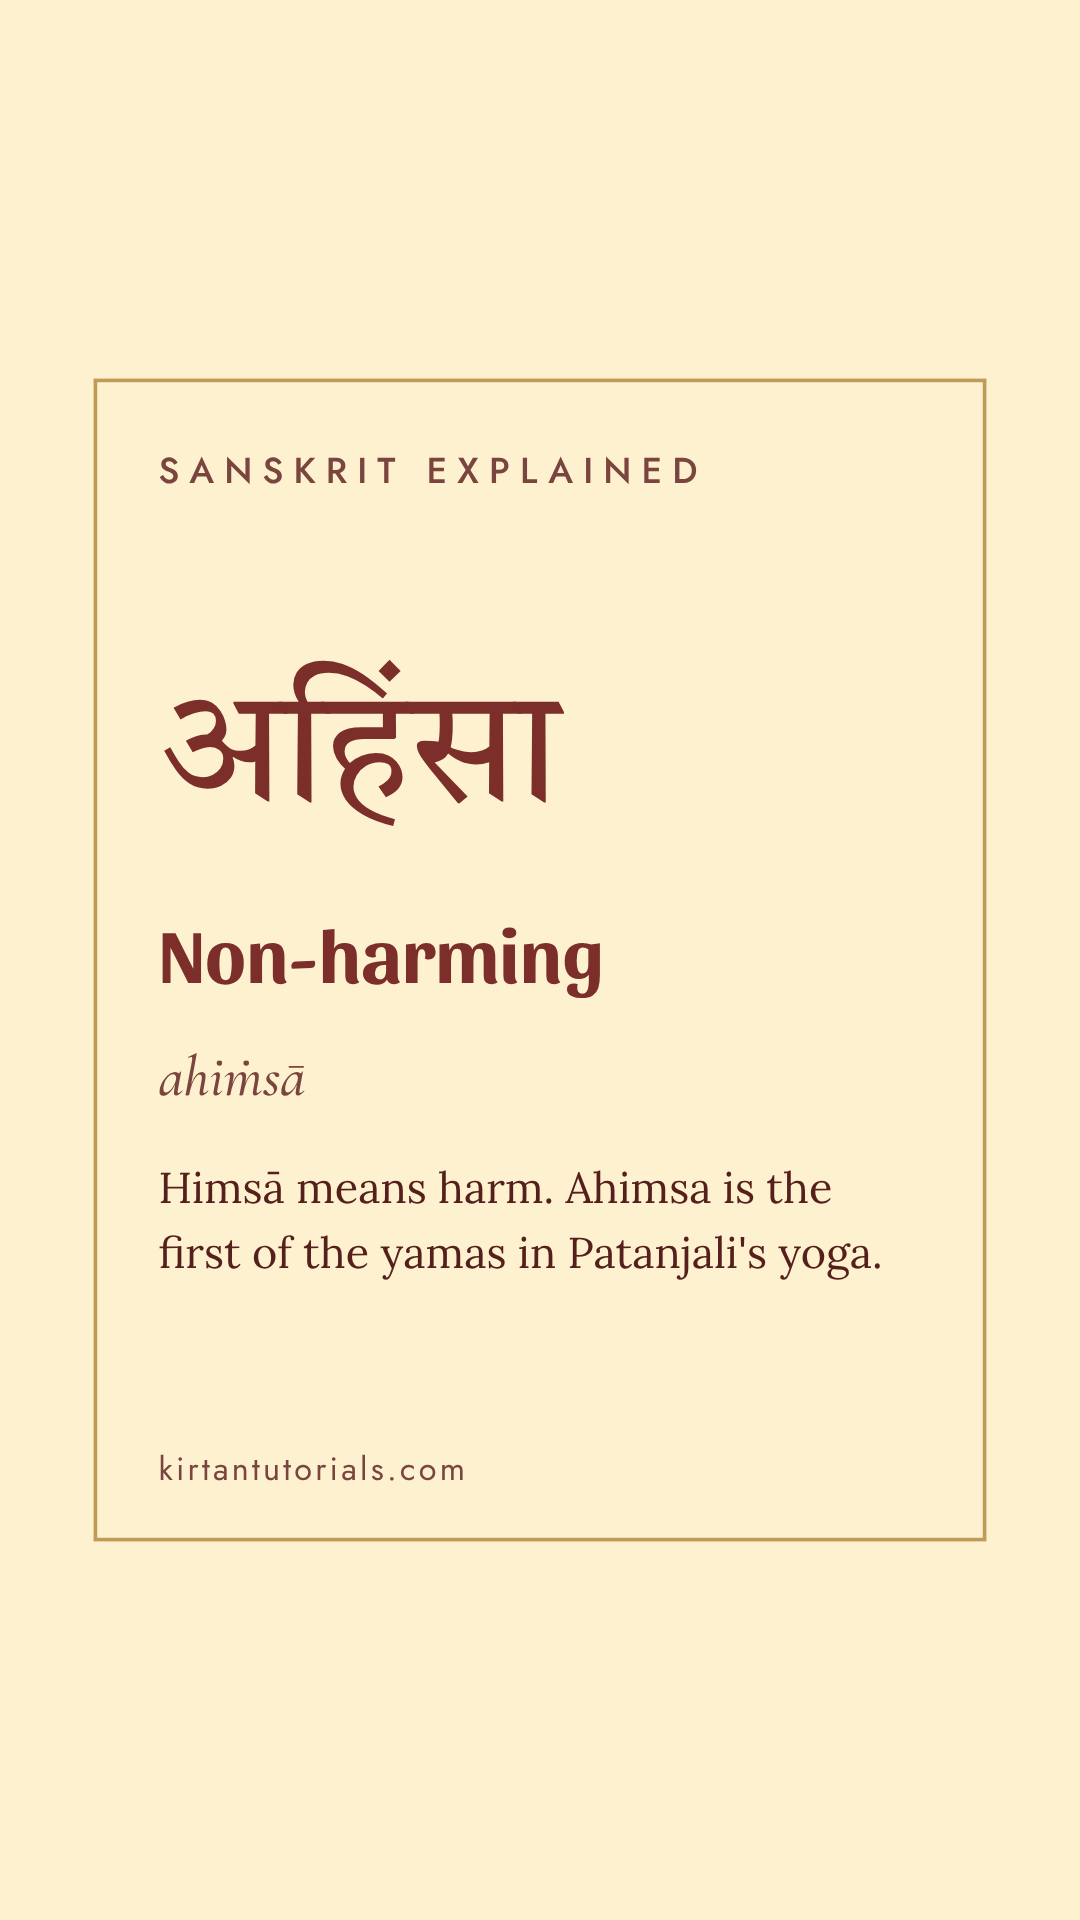 SANSKRIT EXPLAINED
अहिंसा
Non-harming
ahiṁsā
Himsā means harm. Ahimsa is the
first of the yamas in Patanjali's yoga.
kirtantutorials.com